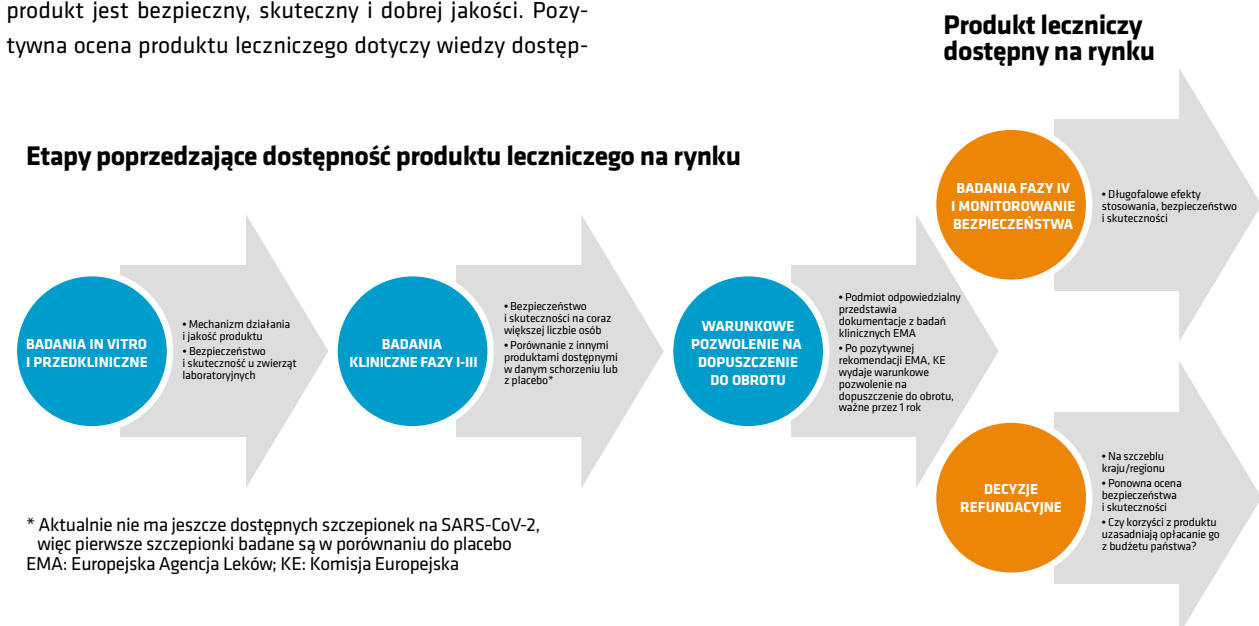 produkt jest bezpieczny, skuteczny i dobrej jakości. Pozy-
tywna ocena produktu leczniczego dotyczy wiedzy dostęp-
Produkt leczniczy
dostępny na rynku
Etapy poprzedzające dostępność produktu leczniczego na rynku
BADANIA IN VITRO
I PRZEDKLINICZNE
• Mechanizm działania
i jakość produktu
• Bezpieczeństwo
i skuteczność u zwierząt
laboratoryjnych
BADANIA
KLINICZNE FAZY I-III
• Bezpieczeństwo
i skuteczności na coraz
większej liczbie osób
• Porównanie z innymi
produktami dostępnymi
w danym schorzeniu lub
z placebo*
WARUNKOWE
POZWOLENIE NA
DOPUSZCZENIE
DO OBROTU
• Podmiot odpowiedzialny
przedstawia
dokumentacje z badań
klinicznych EMA
• Po pozytywnej
rekomendacji EMA, KE
wydaje warunkowe
pozwolenie na
dopuszczenie do obrotu,
ważne przez 1 rok
BADANIA FAZY IV
I MONITOROWANIE
BEZPIECZEŃSTWA
• Długofalowe efekty
stosowania, bezpieczeństwo
i skuteczności
DECYZJE
REFUNDACYJNE
• Na szczeblu
kraju/regionu
• Ponowna ocena
bezpieczeństwa
i skuteczności
• Czy korzyści z produktu
uzasadniają opłacanie go
z budżetu państwa?
* Aktualnie nie ma jeszcze dostępnych szczepionek na SARS-CoV-2,
więc pierwsze szczepionki badane są w porównaniu do placebo
EMA: Europejska Agencja Leków; KE: Komisja Europejska